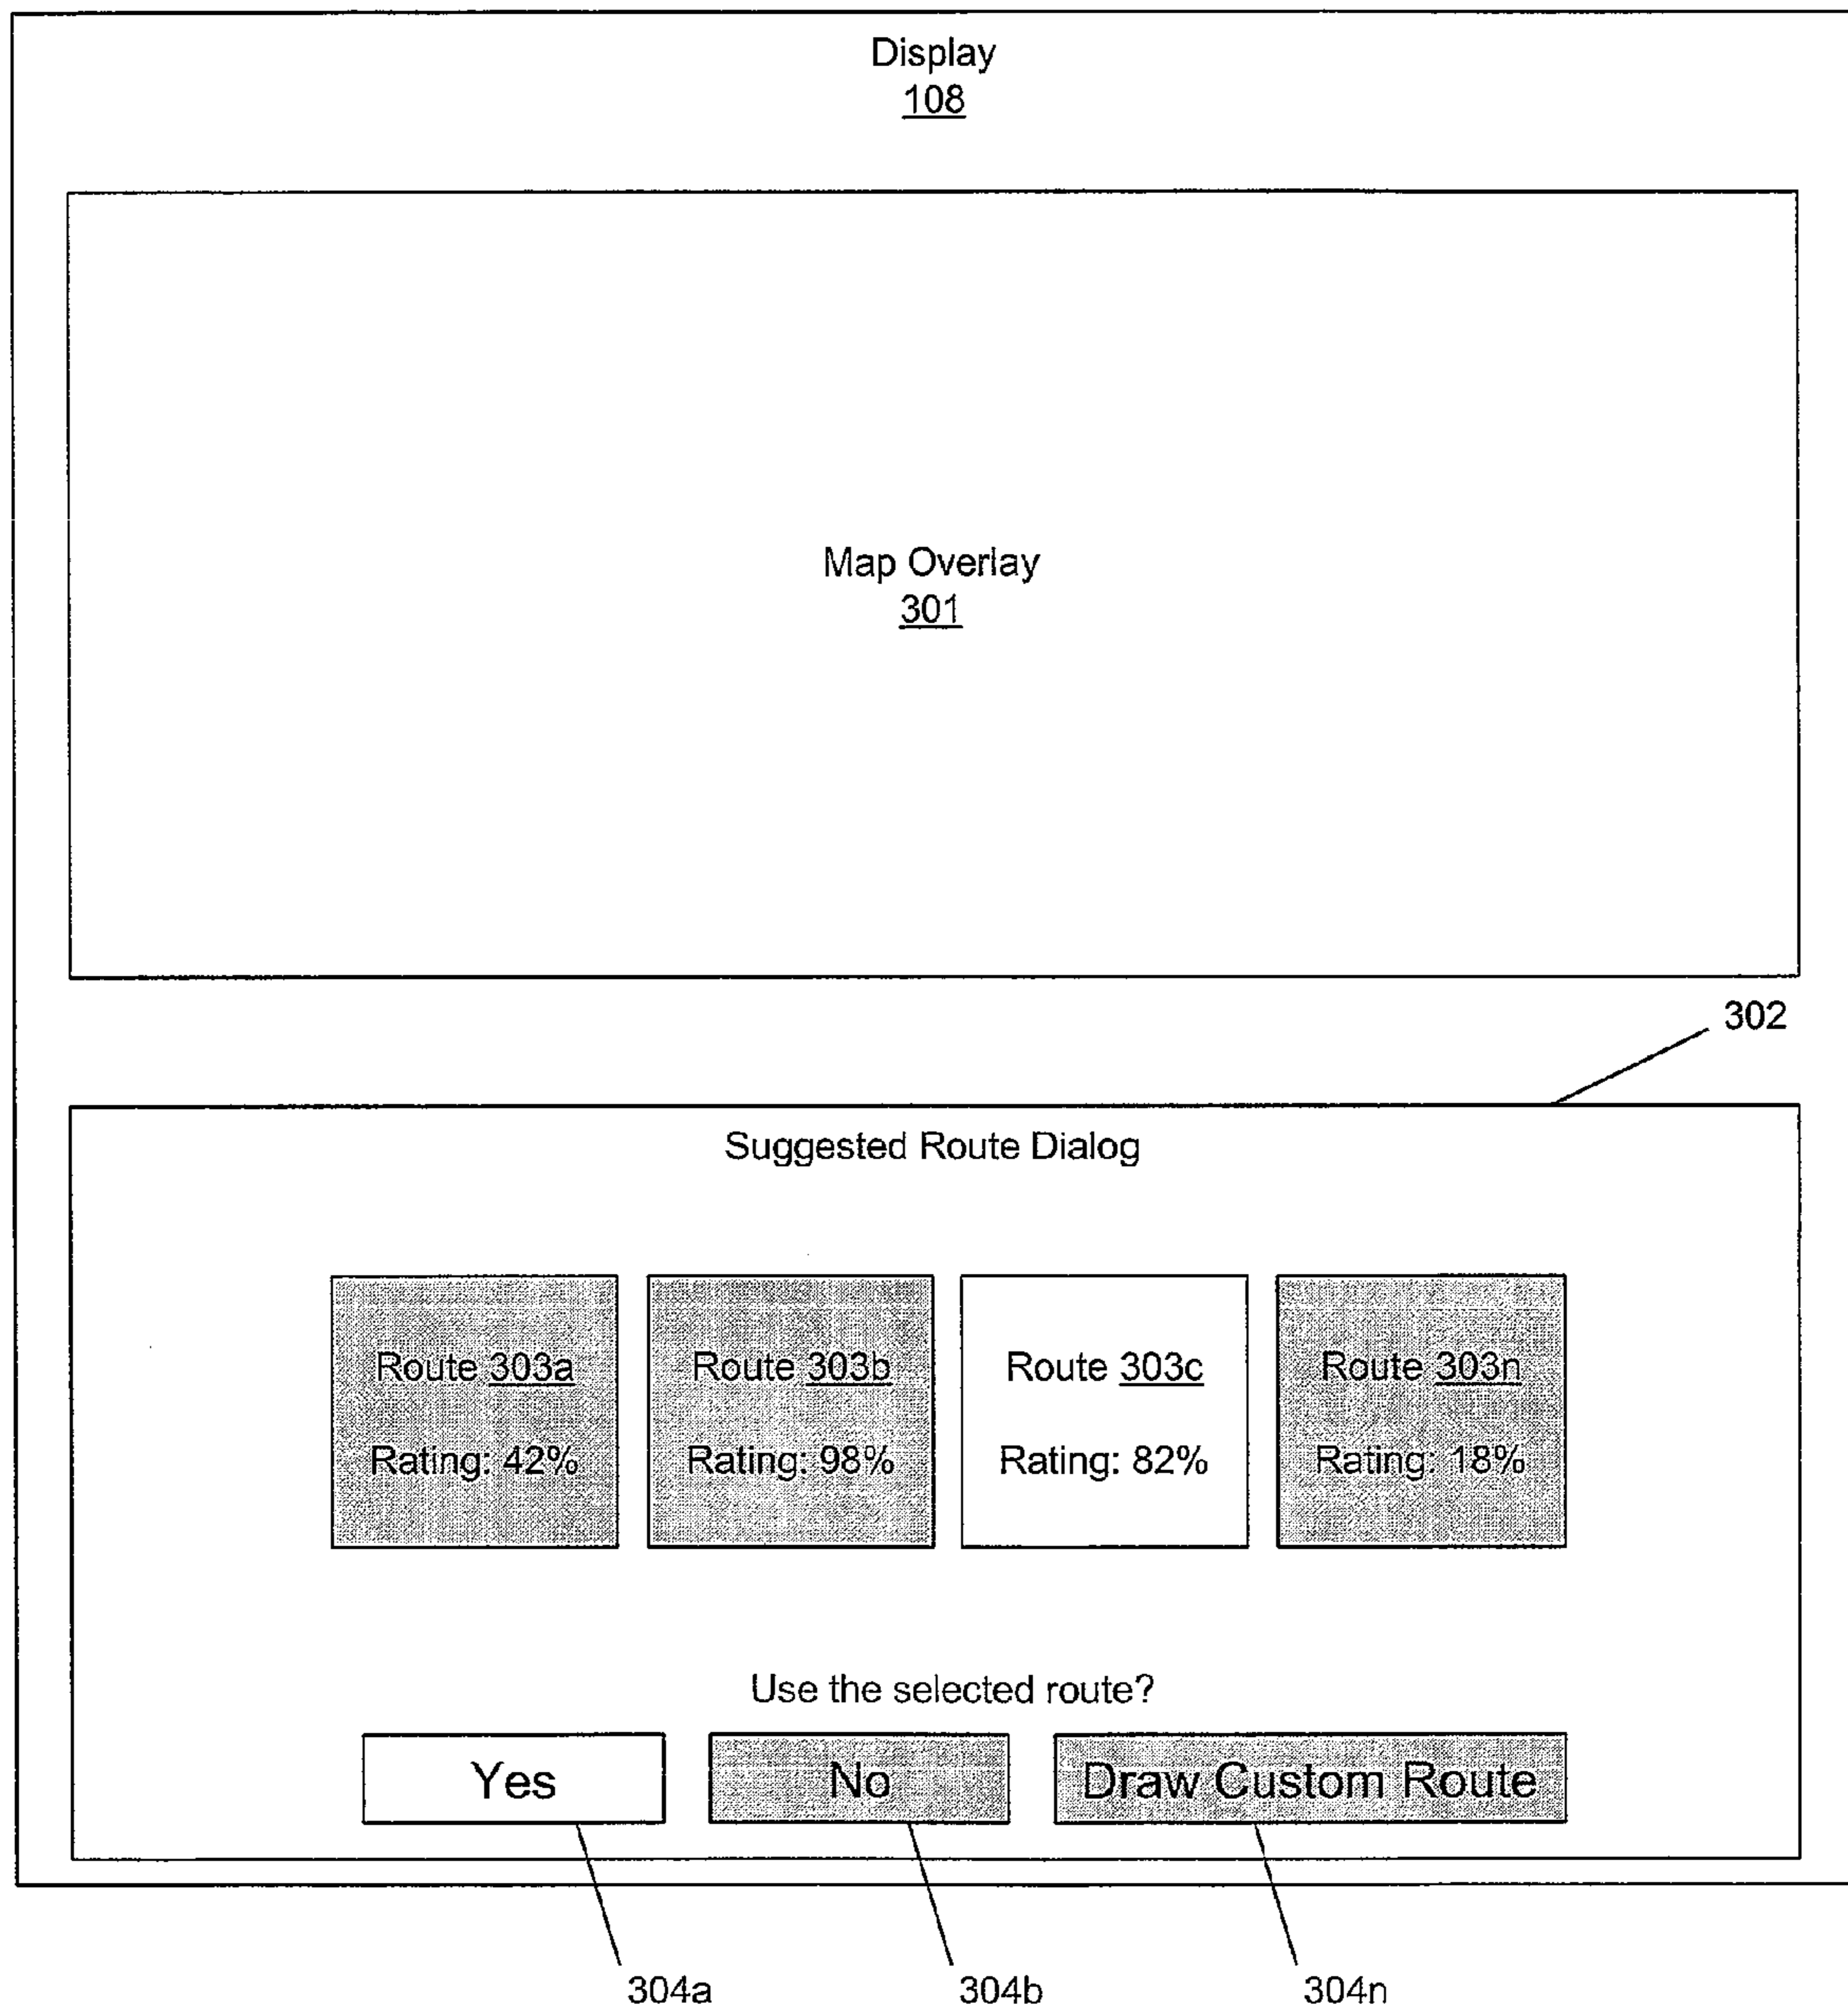 Display
108
Map Overlay
301
302
Suggested Route Dialog
Route 303a
Rating: 42%
Route 303b
Rating: 98%
Route 303c
Rating: 82%
Route 303n
Rating: 18%
Use the selected route?
Yes
No
Draw Custom Route
304a
304b
304n